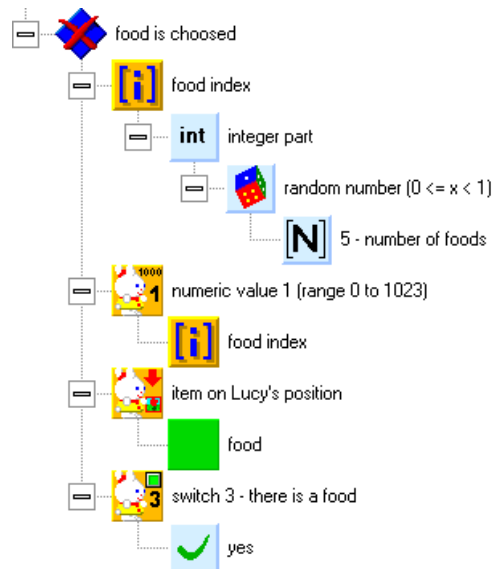 food is choosed
[i] food index
int integer part
random number (0 <= x < 1)
[N] 5 - number of foods
1000
1 numeric value 1 (range 0 to 1023)
[i] food index
item on Lucy's position
food
3 switch 3 - there is a food
yes